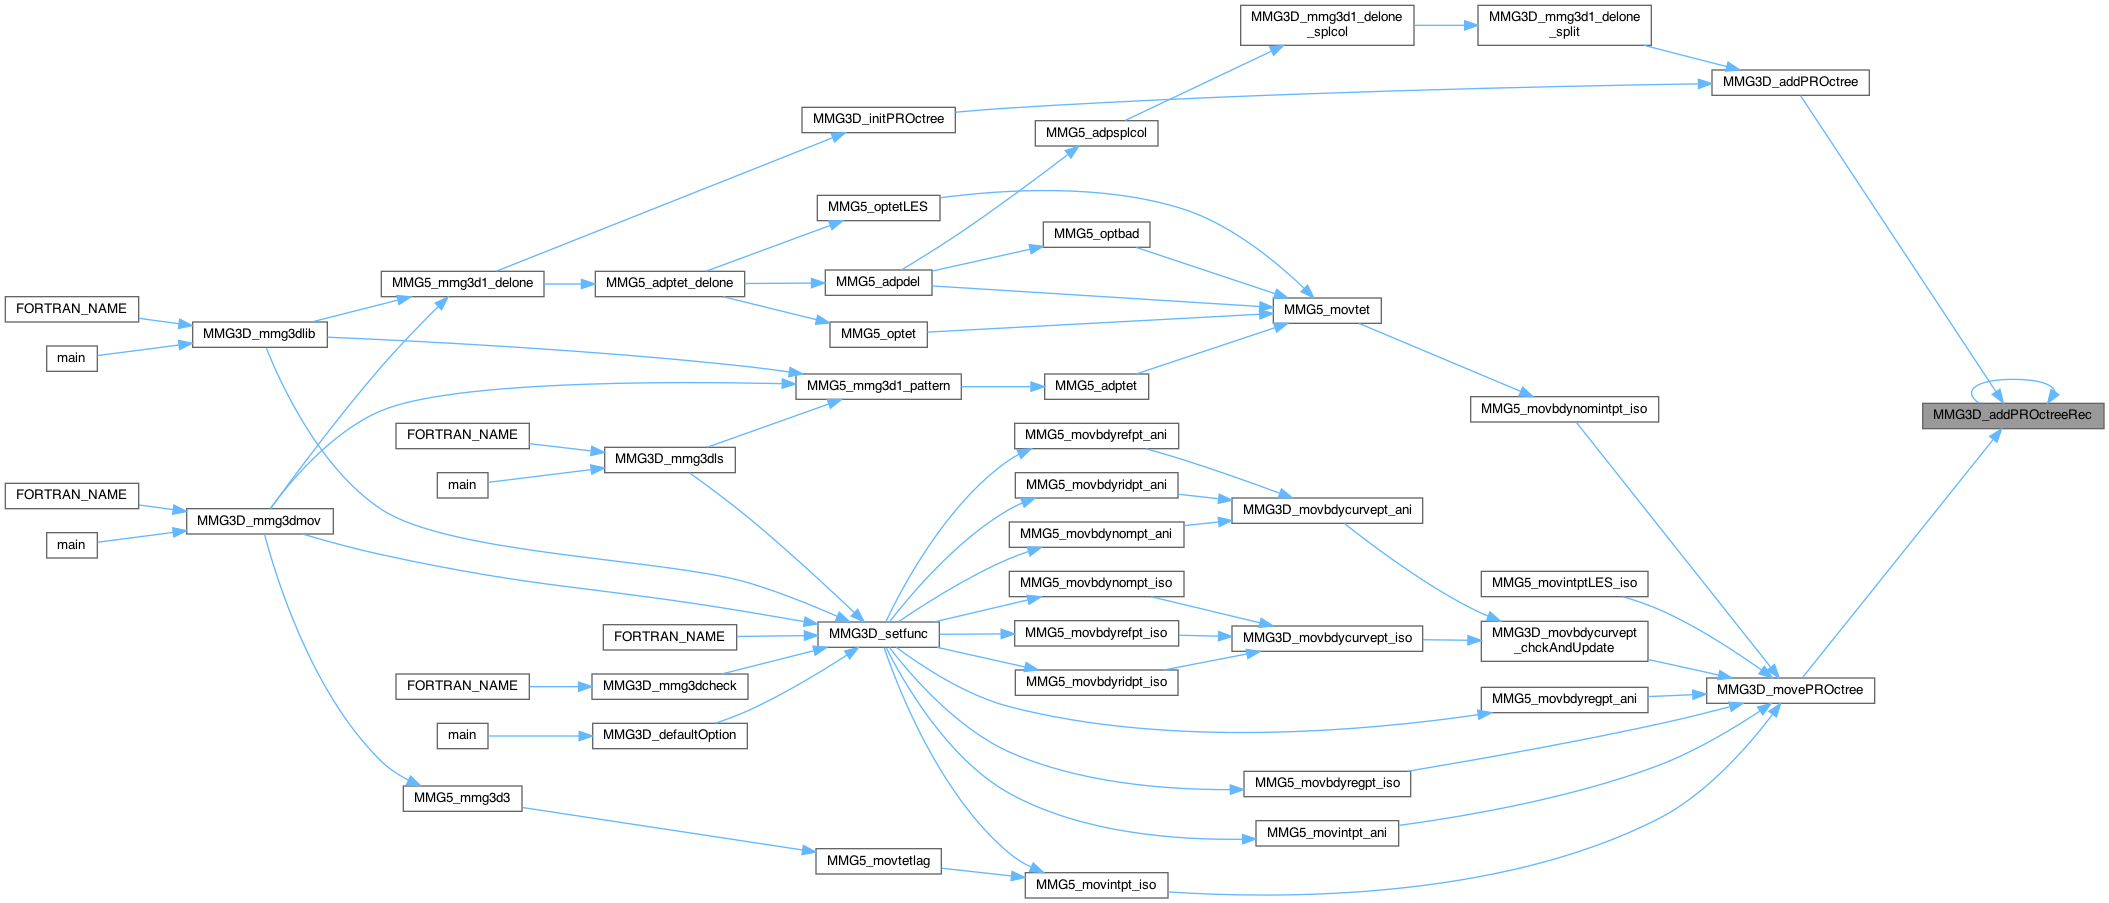 MMG3D_mmg3d1_delone
_splcol
MMG3D_mmg3d1_delone
_split
MMG3D_addPROctree
MMG3D_initPROctree
MMG5_adpsplcol
MMG5_optetLES
MMG5_optbad
MMG5_mmg3d1_delone
MMG5_adptet_delone
MMG5_adpdel
MMG5_movtet
FORTRAN_NAME
MMG3D_mmg3dlib
MMG5_optet
main
MMG5_mmg3d1_pattern
MMG5_adptet
MMG5_movbdynomintpt_iso
MMG3D_addPROctreeRec
FORTRAN_NAME
MMG5_movbdyrefpt_ani
MMG3D_mmg3dls
main
MMG5_movbdyridpt_ani
FORTRAN_NAME
MMG3D_movbdycurvept_ani
MMG3D_mmg3dmov
MMG5_movbdynompt_ani
main
MMG5_movbdynompt_iso
MMG5_movintptLES_iso
FORTRAN_NAME
MMG3D_setfunc
MMG5_movbdyrefpt_iso
MMG3D_movbdycurvept_iso
MMG3D_movbdycurvept
_chckAndUpdate
FORTRAN_NAME
MMG3D_mmg3dcheck
MMG5_movbdyridpt_iso
MMG3D_movePROctree
MMG5_movbdyregpt_ani
main
MMG3D_defaultOption
MMG5_movbdyregpt_iso
MMG5_mmg3d3
MMG5_movintpt_ani
MMG5_movtetlag
MMG5_movintpt_iso